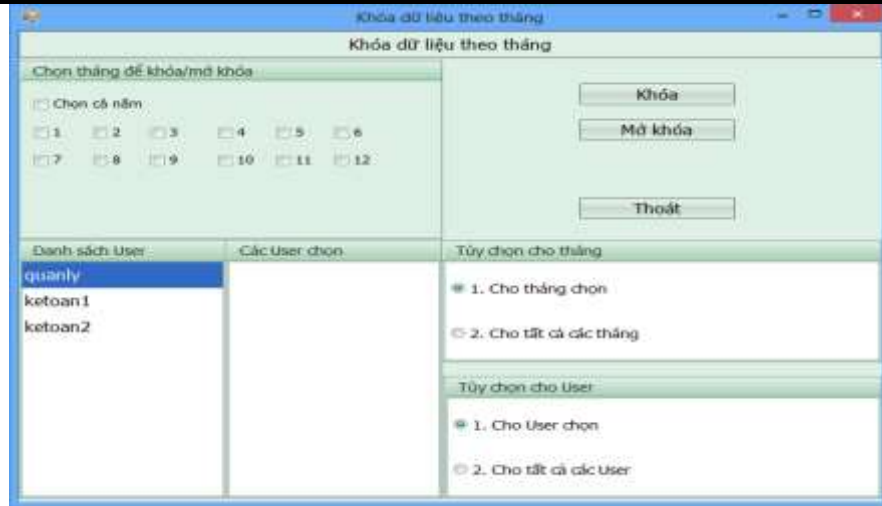 Khóa dữ liệu theo tháng
Khóa dữ liệu theo tháng
Chọn tháng để khóa/mở khóa
Chọn cả năm
1 2 3 4 5 6
7 8 9 10 11 12
Khóa
Mở khóa
Thoát
Danh sách User
quanly
ketoan1
ketoan2
Các User chọn
Tùy chọn cho tháng
1. Cho tháng chọn
2. Cho tất cả các tháng
Tùy chọn cho User
1. Cho User chọn
2. Cho tất cả các User